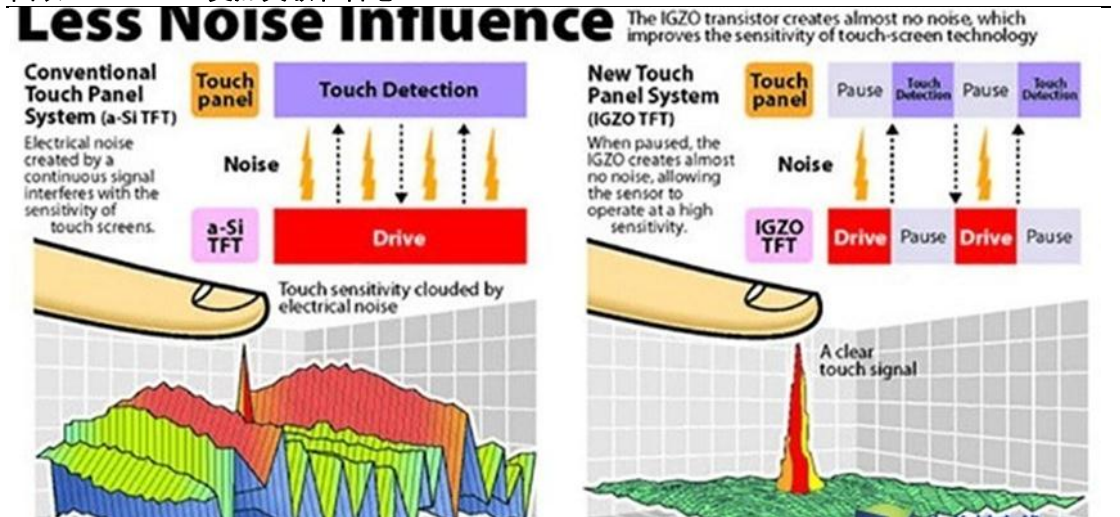 Less Noise Influence
The IGZO transistor creates almost no noise, which
improves the sensitivity of touch-screen technology
Conventional
Touch Panel
System (a-Si TFT)
Electrical noise
created by a
continuous signal
interferes with the
sensitivity of
touch screens.
Touch
panel
Touch Detection
Noise
a-Si
TFT
Drive
Touch sensitivity clouded by
electrical noise
New Touch
Panel System
(IGZO TFT)
When paused, the
IGZO creates almost
no noise, allowing
the sensor to
operate at a high
sensitivity.
Touch
panel
Pause
Touch
Detection
Pause
Touch
Detection
Noise
IGZO
TFT
Drive
Pause
Drive
Pause
A clear
touch signal